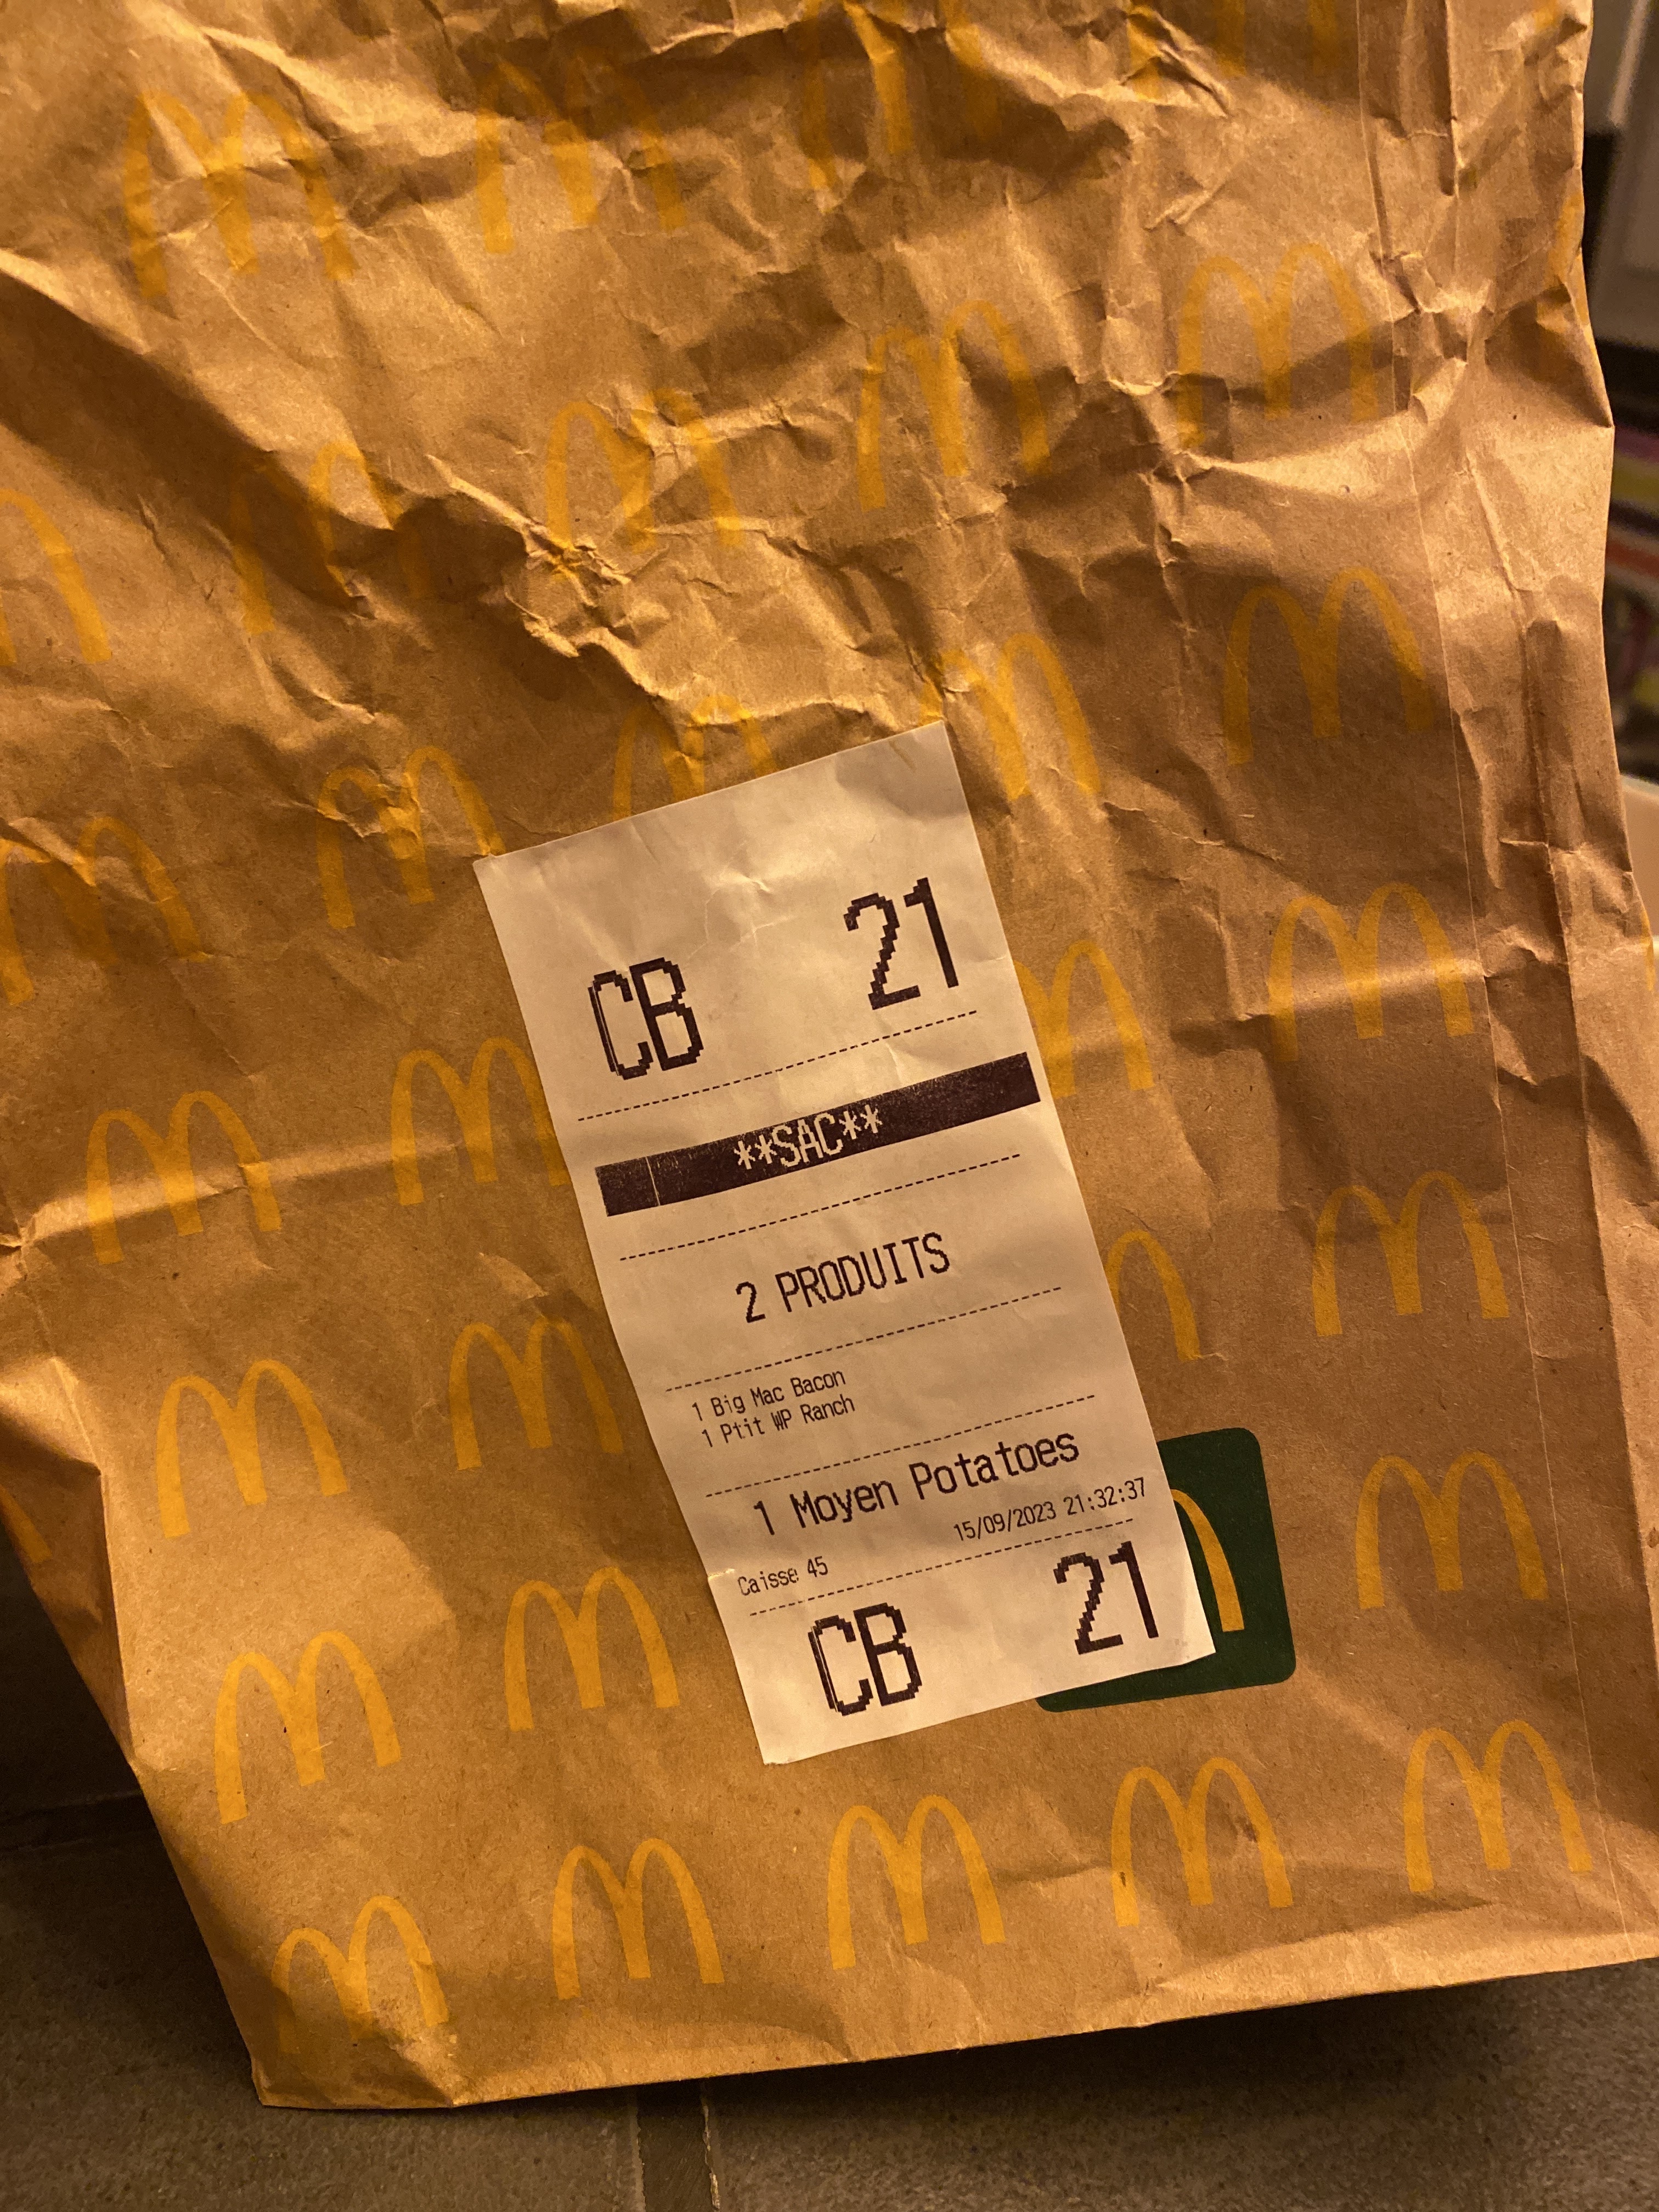 CB 21
**SAC**
2 PRODUITS
1 Big Mac Bacon
1 Ptit WP Ranch
1 Moyen Potatoes
15/09/2023 21:32:37
Caisse 45
CB 21